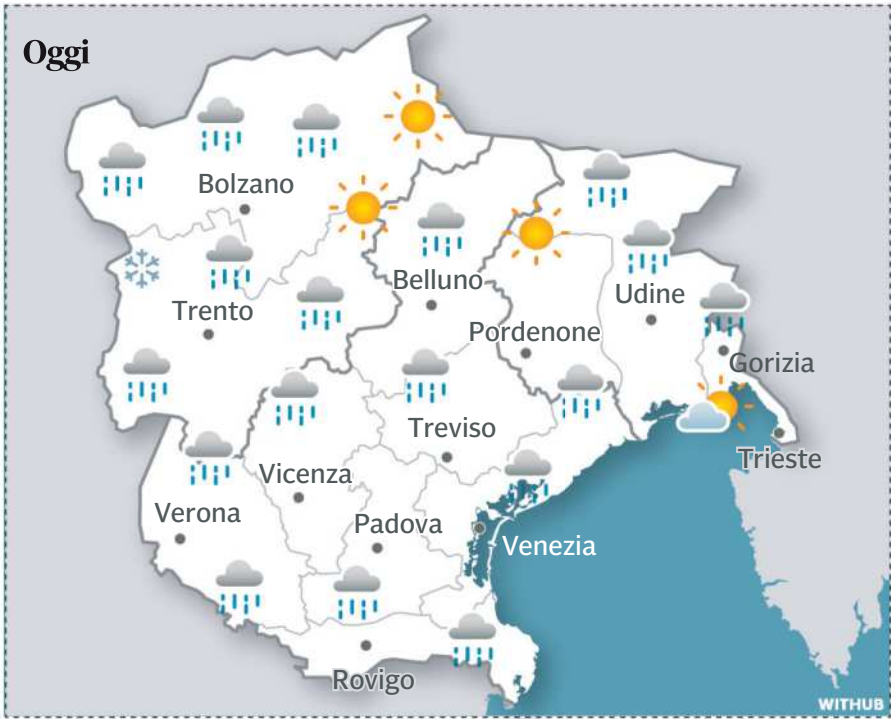 Oggi
Bolzano
Belluno
Trento
Udine
Pordenone
Gorizia
Treviso
Trieste
Vicenza
Verona
Padova
Venezia
Rovigo
WITHUB